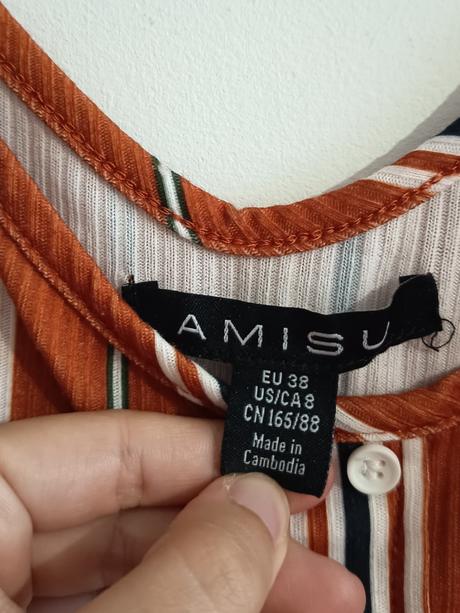 AMISU
EU 38
US/CA 8
CN 165/88
Made in
Cambodia